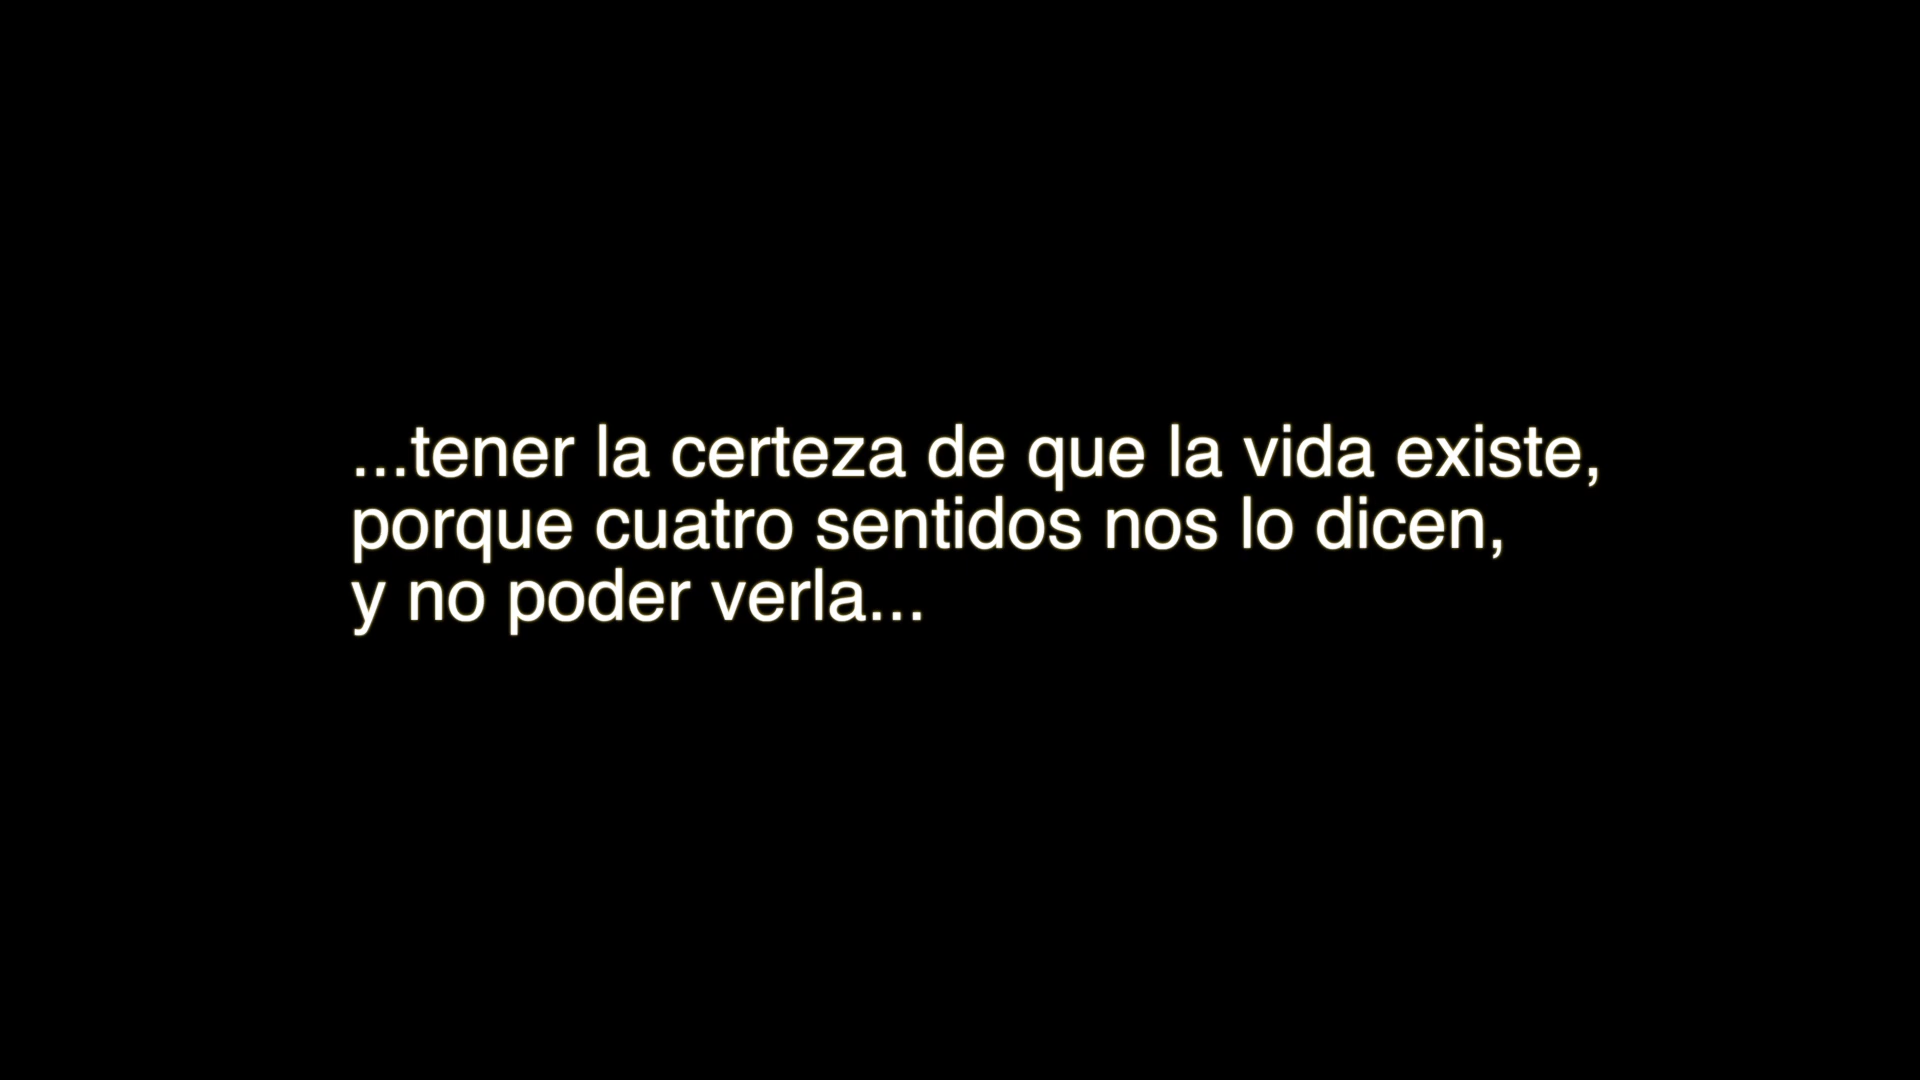 ...tener la certeza de que la vida existe,
porque cuatro sentidos nos lo dicen,
y no poder verla...